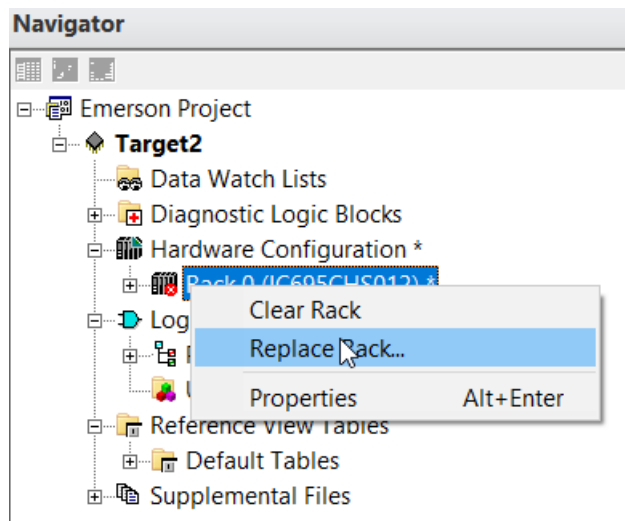 Navigator
Emerson Project
Target2
Data Watch Lists
Diagnostic Logic Blocks
Hardware Configuration *
Rack 0 (IC695CHS012) *
Clear Rack
Log
Replace Rack...
Properties Alt+Enter
Reference View Tables
Default Tables
Supplemental Files